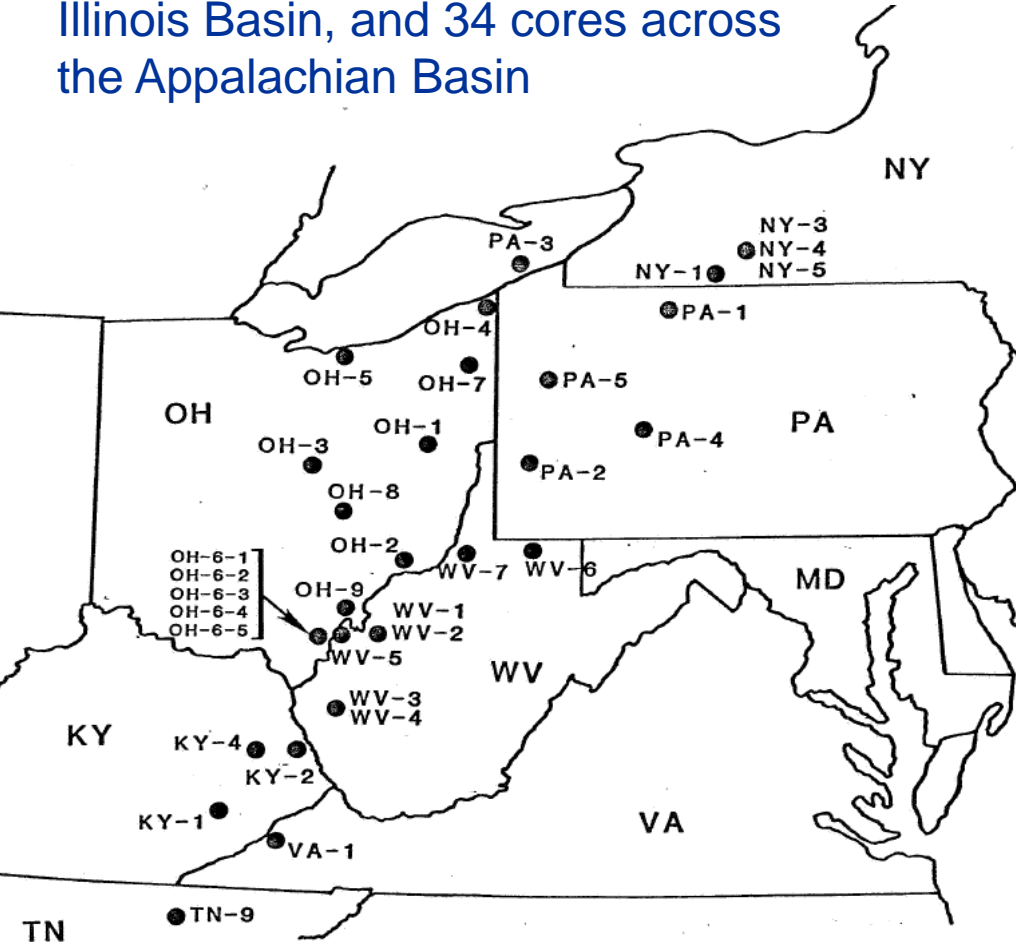 Illinois Basin, and 34 cores across
the Appalachian Basin
NY
NY-3
NY-4
NY-5
NY-1
PA-3
PA-1
OH-4
OH-5
OH-7
PA-5
OH
PA
OH-1
PA-4
OH-3
PA-2
OH-8
OH-2
WV-7
WV-6
MD
OH-6-1
OH-6-2
OH-6-3
OH-6-4
OH-6-5
OH-9
WV-1
WV-2
WV-5
WV
WV-3
WV-4
KY
KY-4
KY-2
KY-1
VA
VA-1
TN-9
TN